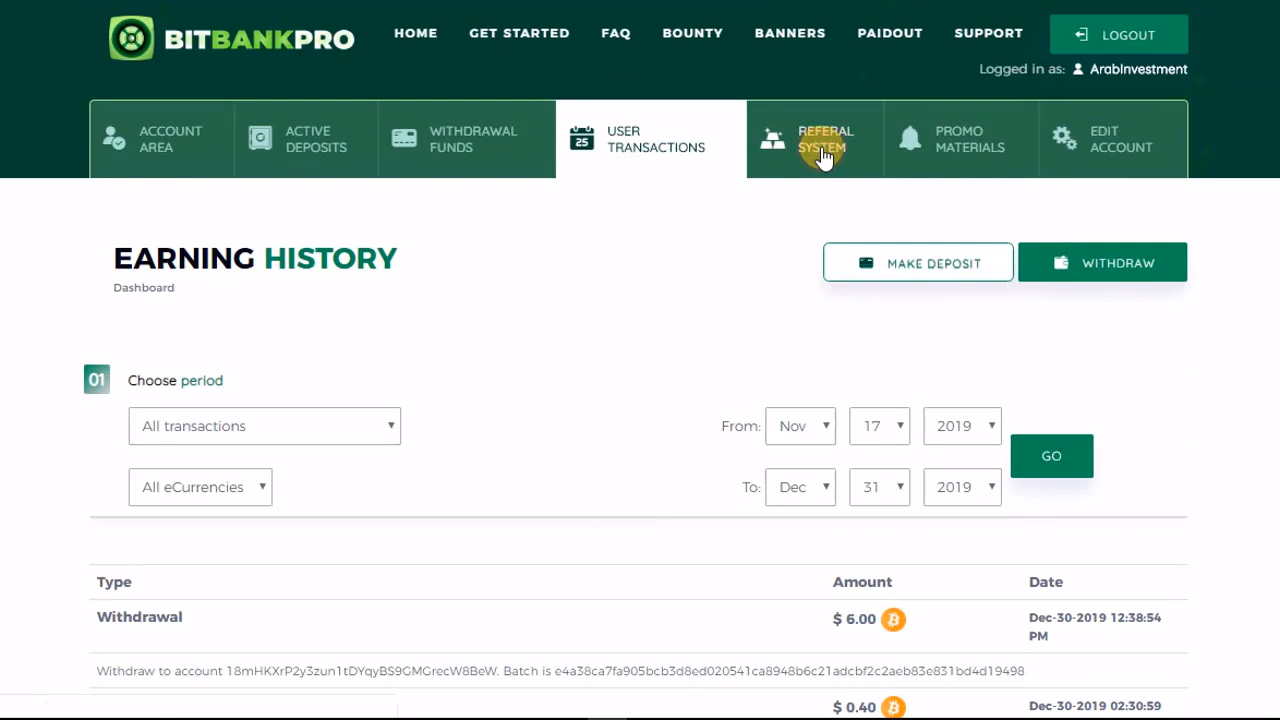 BITBANKPRO
HOME GET STARTED FAQ BOUNTY BANNERS PAIDOUT SUPPORT LOGOUT
Logged in as: ArabInvestment
ACCOUNT AREA
ACTIVE DEPOSITS
WITHDRAWAL FUNDS
25
USER TRANSACTIONS
REFERAL SYSTEM
PROMO MATERIALS
EDIT ACCOUNT
EARNING HISTORY
Dashboard
MAKE DEPOSIT
WITHDRAW
01 Choose period
All transactions
From: Nov 17 2019
GO
All eCurrencies
To: Dec 31 2019
Type Amount Date
Withdrawal $ 6.00 Dec-30-2019 12:38:54
PM
Withdraw to account 18mHKXrP2y3zun1tDYqyBS9GMGrecW8BeW. Batch is e4a38ca7fa905bcb3d8ed020541ca8948b6c21adcbf2c2aeb83e831bd4d19498
$ 0.40 Dec-30-2019 02:30:59